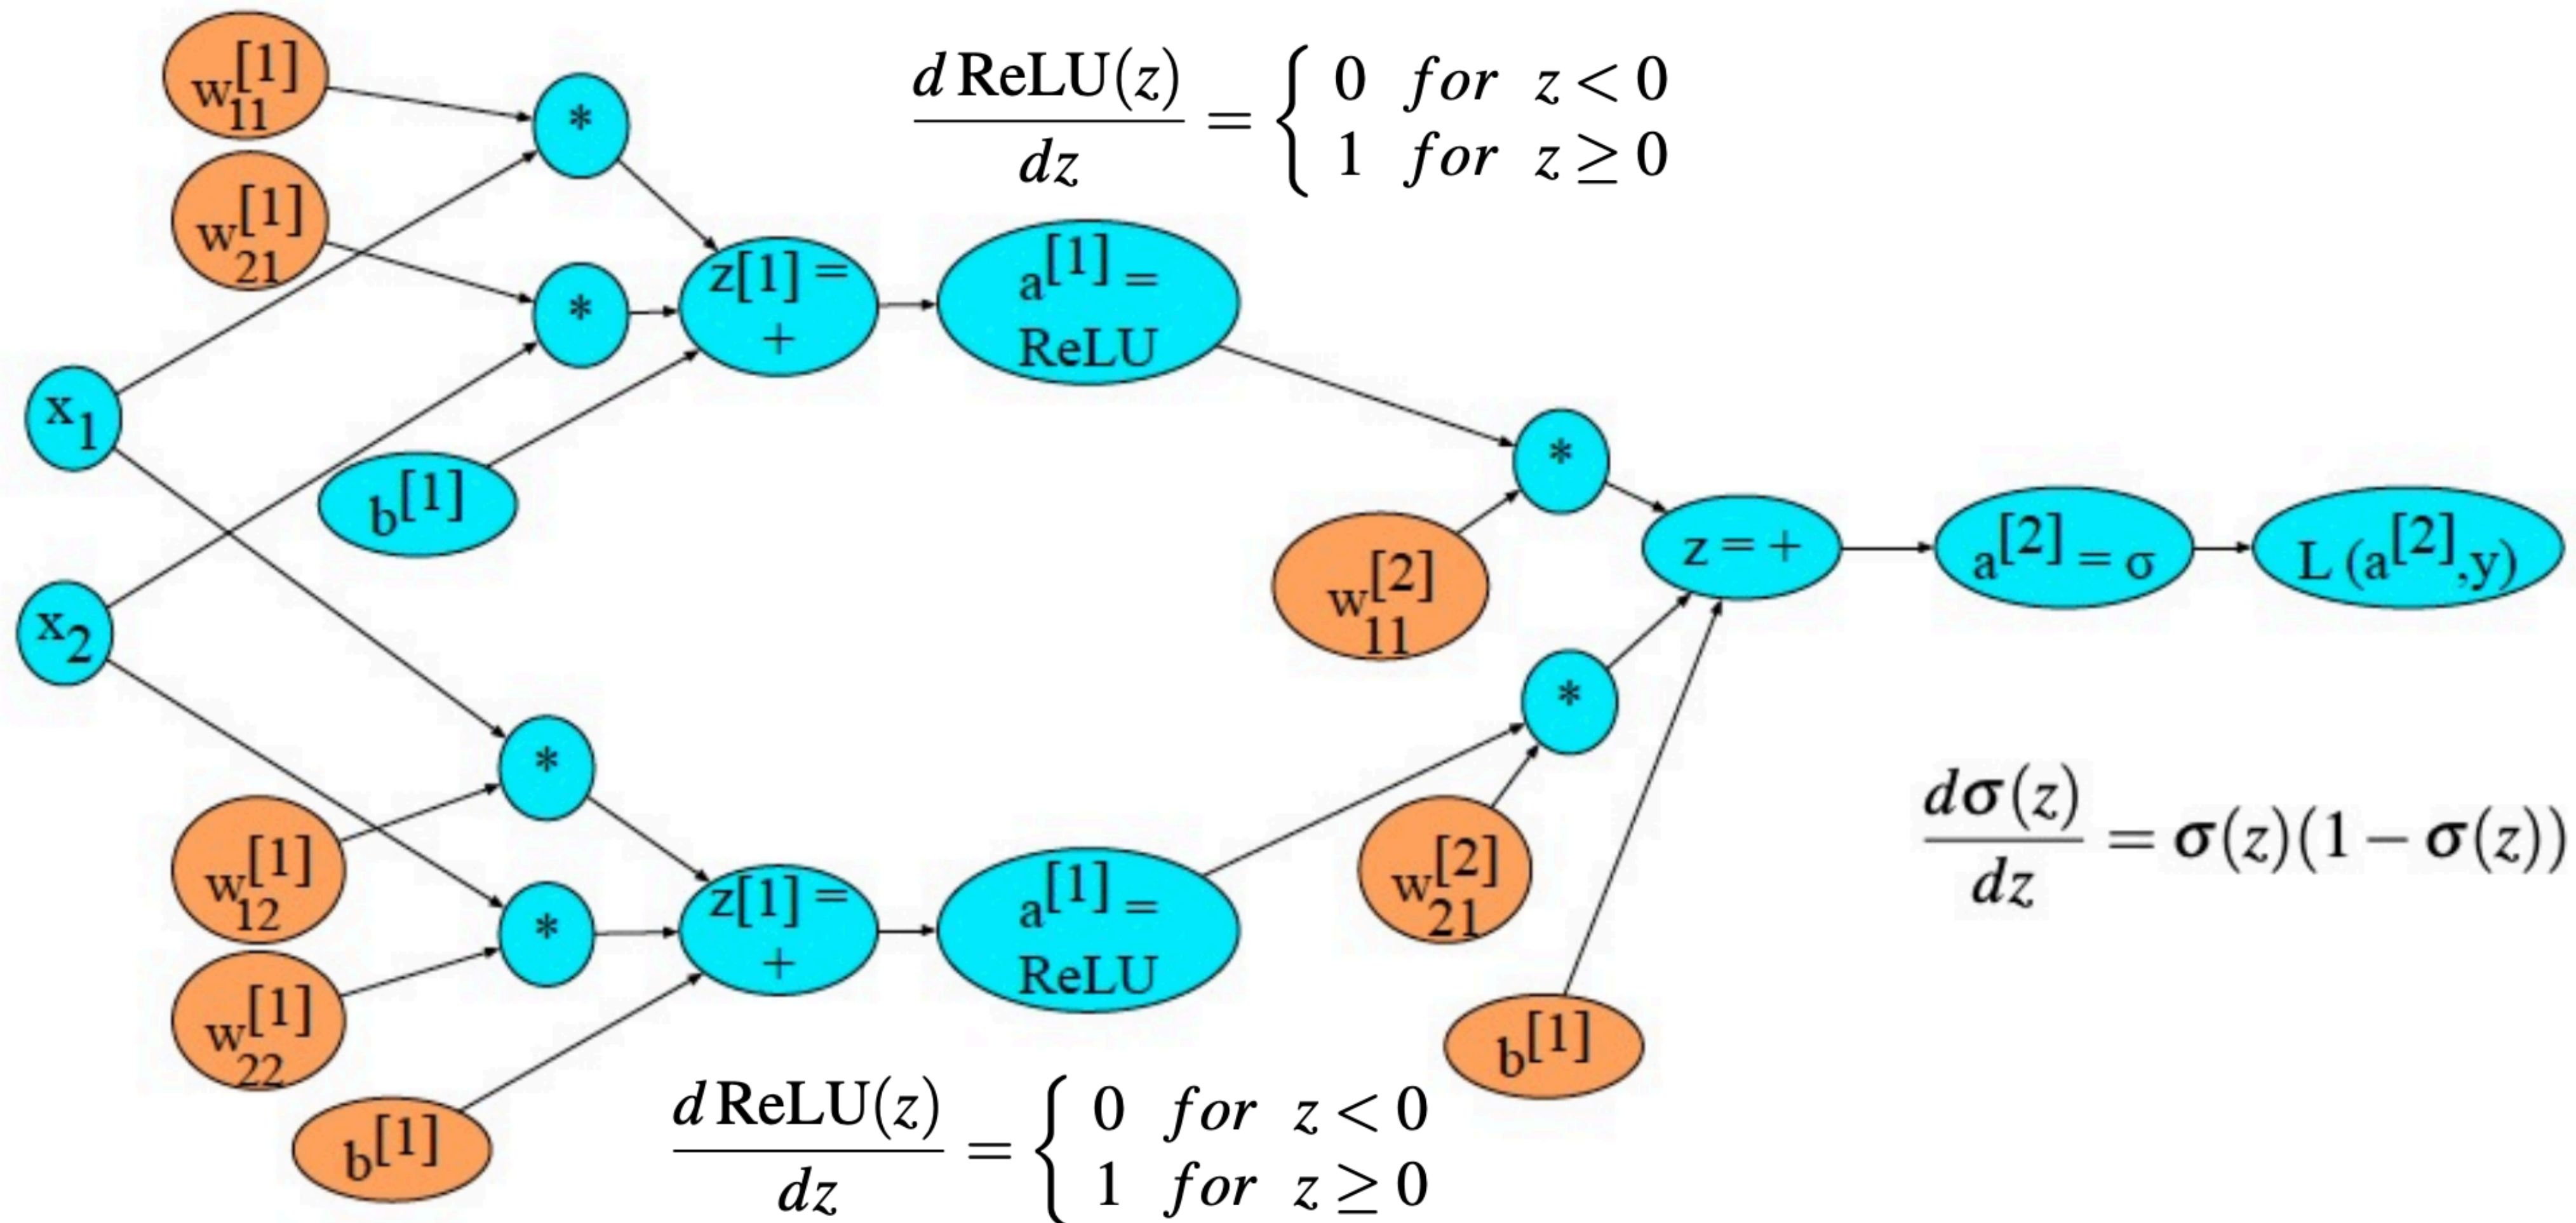 w[1]11
d ReLU(z)/dz = { 0 for z < 0
1 for z ≥ 0
*
w[1]21
z[1] =
+
a[1] =
ReLU
*
x1
b[1]
*
w[2]11
z = +
a[2] = σ
L (a[2],y)
x2
*
*
w[1]12
w[2]21
dσ(z)/dz = σ(z)(1 − σ(z))
z[1] =
+
a[1] =
ReLU
*
w[1]22
b[1]
b[1]
d ReLU(z)/dz = { 0 for z < 0
1 for z ≥ 0